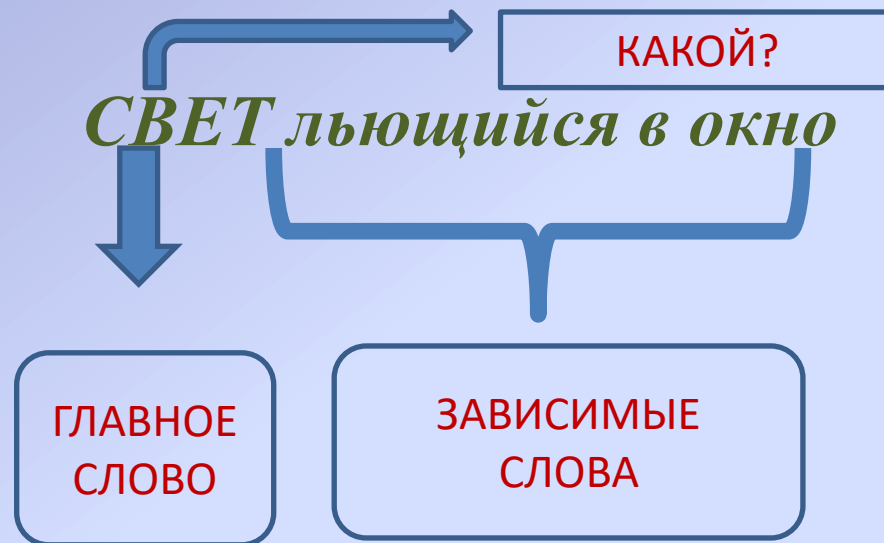 КАКОЙ?
СВЕТ льющийся в окно
ГЛАВНОЕ
СЛОВО
ЗАВИСИМЫЕ
СЛОВА